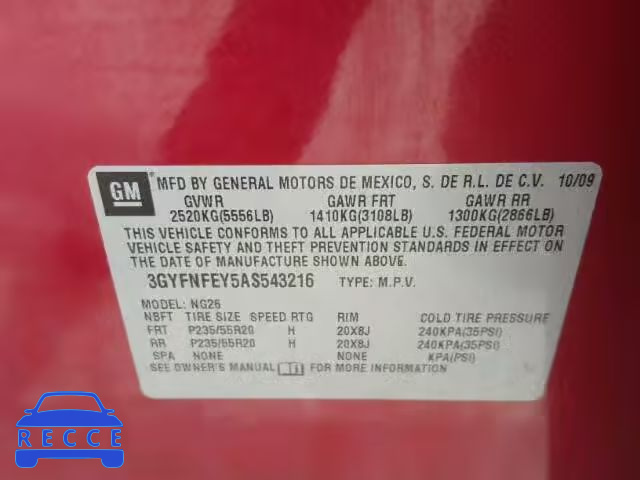 GM
MFD BY GENERAL MOTORS DE MEXICO, S. DE R.L. DE C.V. 10/09
GVWR GAWR FRT GAWR RR
2520KG(5556LB) 1410KG(3108LB) 1300KG(2866LB)
THIS VEHICLE CONFORMS TO ALL APPLICABLE U.S. FEDERAL MOTOR
VEHICLE SAFETY AND THEFT PREVENTION STANDARDS IN EFFECT ON
THE DATE OF MANUFACTURE SHOWN ABOVE.
3GYFNFEY5AS543216 TYPE: M.P.V.
MODEL: NG26
NBFT TIRE SIZE SPEED RTG RIM COLD TIRE PRESSURE
FRT P235/55R20 H 20X8J 240KPA(35PSI)
RR P235/55R20 H 20X8J 240KPA(35PSI)
SPA NONE NONE KPA(PSI)
SEE OWNER'S MANUAL FOR MORE INFORMATION
RECCE